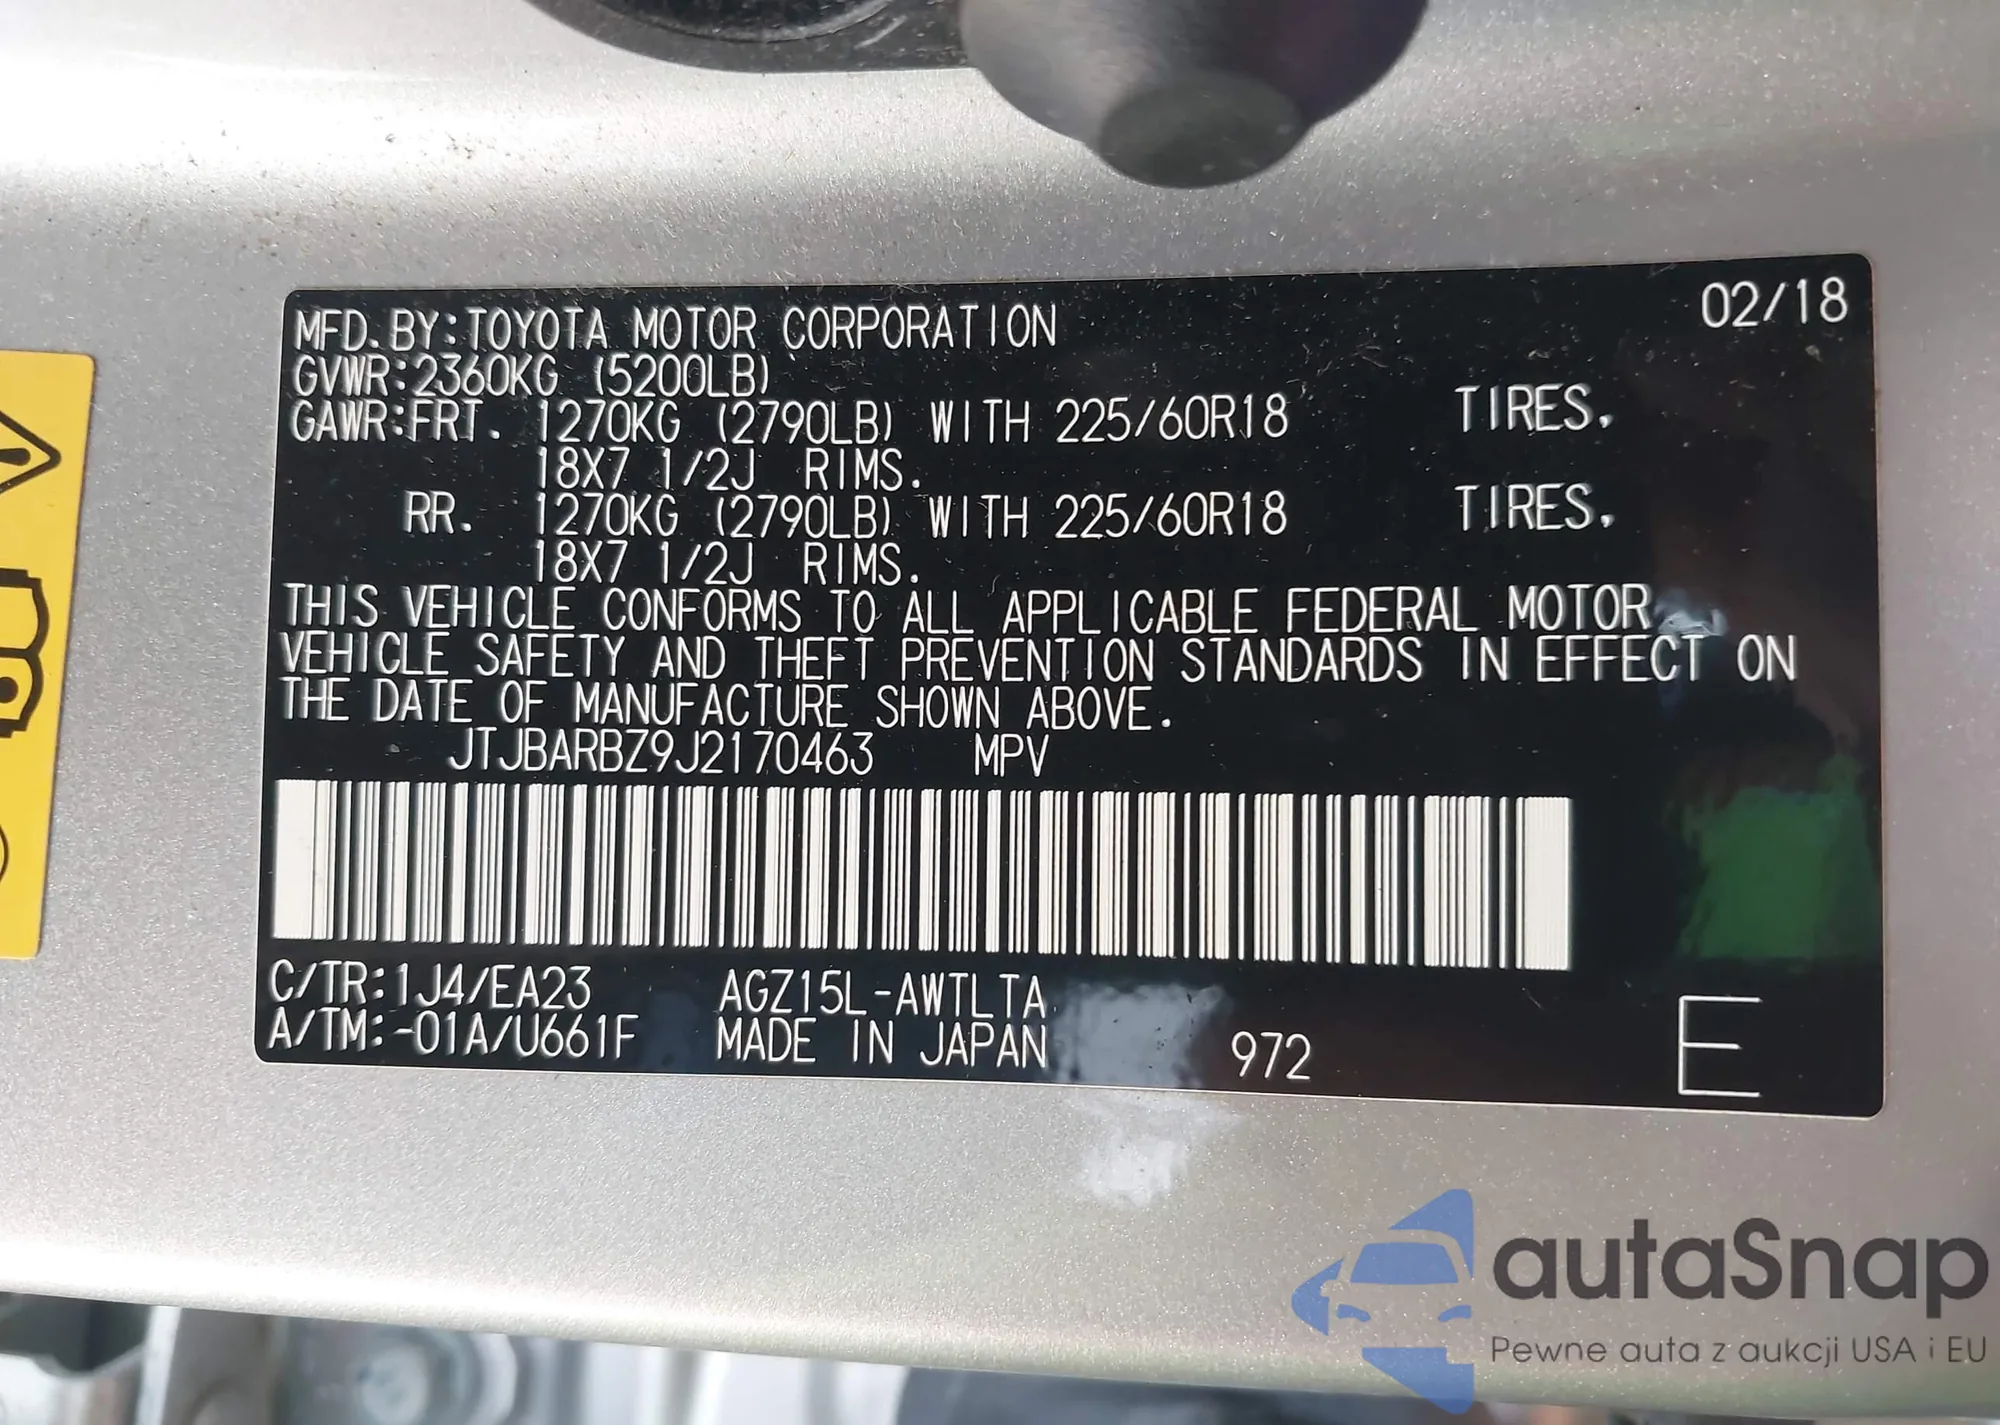 02/18
MFD.BY:TOYOTA MOTOR CORPORATION
GVWR:2360KG (5200LB)
GAWR:FRT. 1270KG (2790LB) WITH 225/60R18 TIRES,
18X7 1/2J RIMS.
RR. 1270KG (2790LB) WITH 225/60R18 TIRES,
18X7 1/2J RIMS.
THIS VEHICLE CONFORMS TO ALL APPLICABLE FEDERAL MOTOR
VEHICLE SAFETY AND THEFT PREVENTION STANDARDS IN EFFECT ON
THE DATE OF MANUFACTURE SHOWN ABOVE.
JTJBARBZ9J2170463 MPV
C/TR:1J4/EA23 AGZ15L-AWTLTA
A/TM:-01A/U661F MADE IN JAPAN 972 E
autaSnap
Pewne auta z aukcji USA i EU